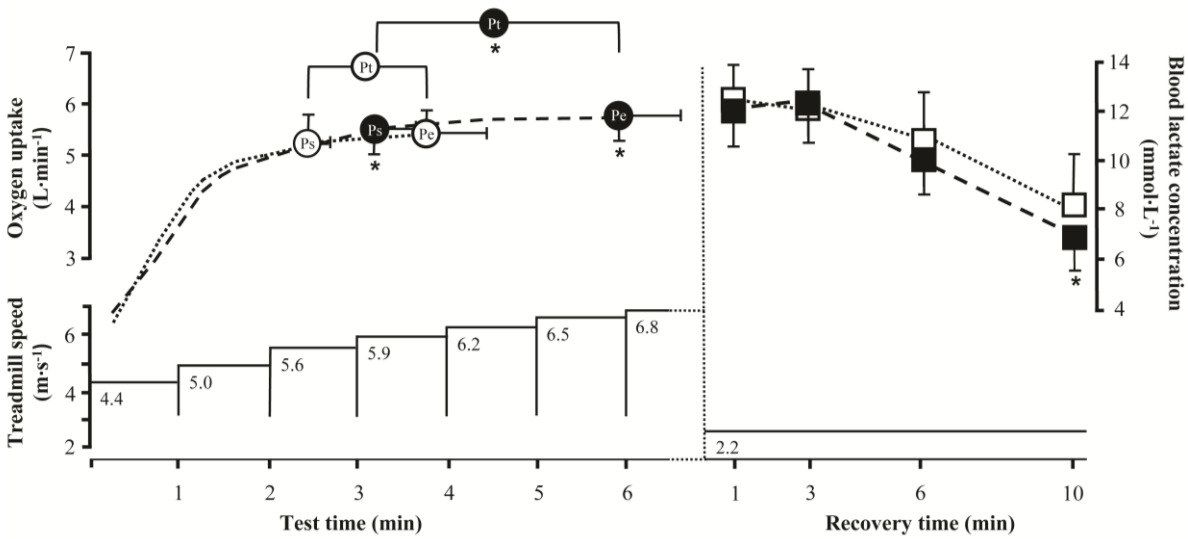 Pt
*
7
Pt
6
Ps
Pe
Ps
Pe
5
*
*
4
3
Oxygen uptake
(L·min⁻¹)
14
12
10
8
6
4
*
Blood lactate concentration
(mmol·L⁻¹)
Treadmill speed
(m·s⁻¹)
6
4
2
4.4
5.0
5.6
5.9
6.2
6.5
6.8
2.2
1 2 3 4 5 6
1 3 6 10
Test time (min)
Recovery time (min)